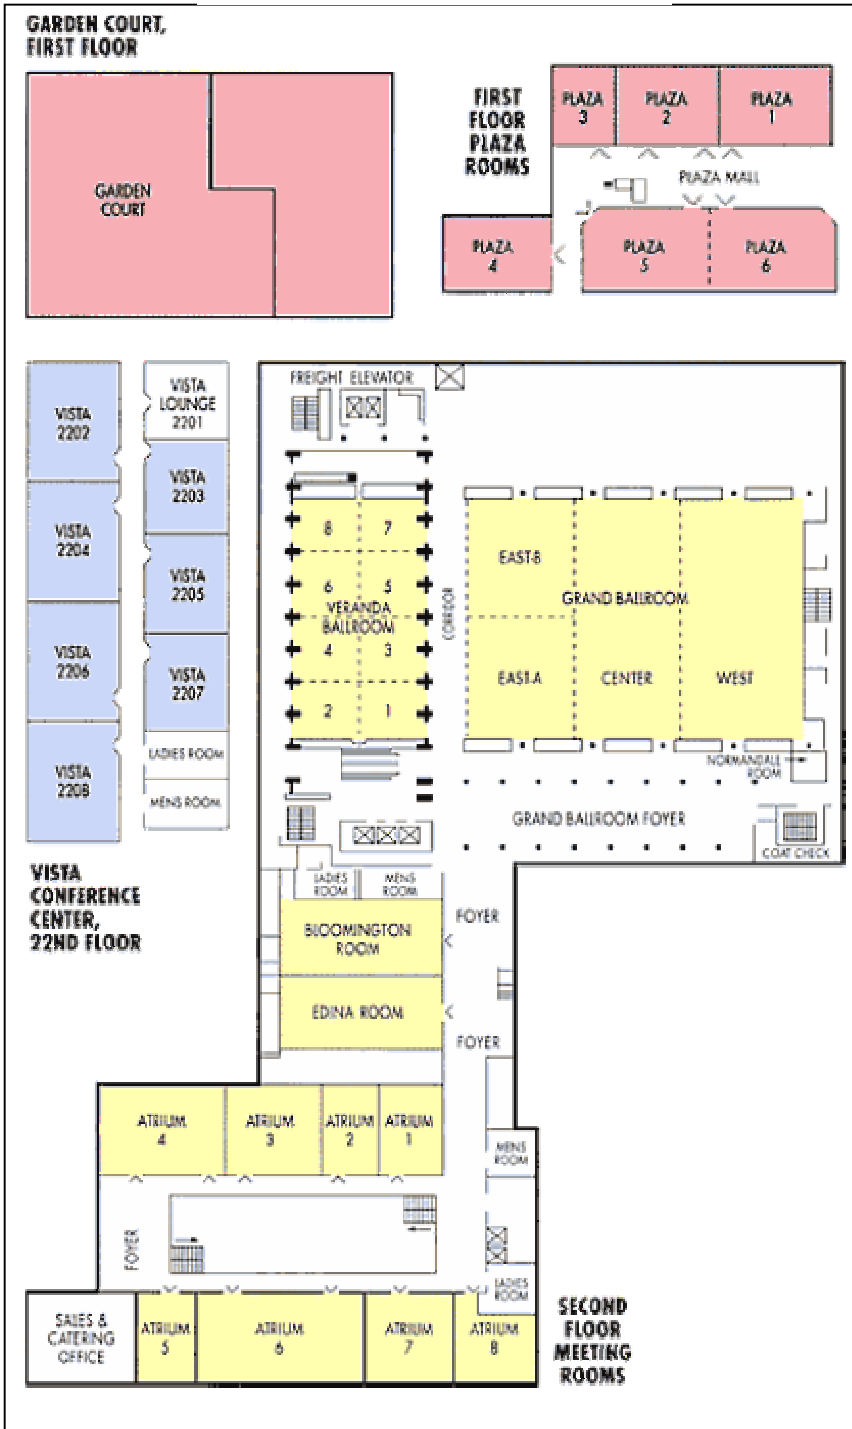 GARDEN COURT,
FIRST FLOOR
GARDEN
COURT
FIRST
FLOOR
PLAZA
ROOMS
PLAZA
3
PLAZA
2
PLAZA
1
PLAZA MALL
PLAZA
4
PLAZA
5
PLAZA
6
VISTA
2202
VISTA
LOUNGE
2201
VISTA
2203
VISTA
2204
VISTA
2205
VISTA
2206
VISTA
2207
LADIES ROOM
VISTA
2208
MENS ROOM
VISTA
CONFERENCE
CENTER,
22ND FLOOR
FREIGHT ELEVATOR
8
7
6
5
VERANDA
BALLROOM
4
3
2
1
CORRIDOR
EAST-B
GRAND BALLROOM
EAST-A
CENTER
WEST
NORMANDALE
ROOM
GRAND BALLROOM FOYER
COAT CHECK
LADIES
ROOM
MENS
ROOM
FOYER
BLOOMINGTON
ROOM
EDINA ROOM
FOYER
ATRIUM
4
ATRIUM
3
ATRIUM
2
ATRIUM
1
MENS
ROOM
FOYER
LADIES
ROOM
SALES &
CATERING
OFFICE
ATRIUM
5
ATRIUM
6
ATRIUM
7
ATRIUM
8
SECOND
FLOOR
MEETING
ROOMS